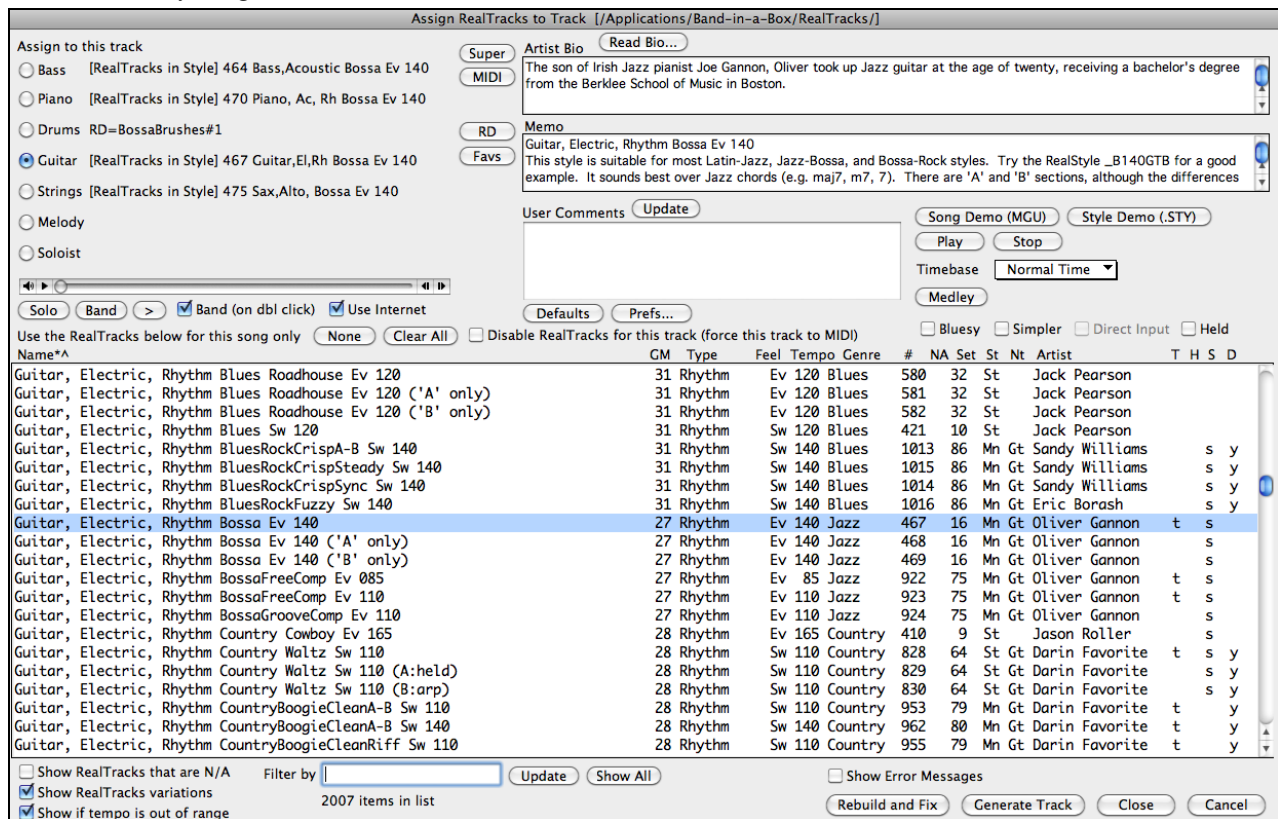 Assign RealTracks to Track [/Applications/Band-in-a-Box/RealTracks/]
Assign to this track
Bass [RealTracks in Style] 464 Bass,Acoustic Bossa Ev 140
Piano [RealTracks in Style] 470 Piano, Ac, Rh Bossa Ev 140
Drums RD=BossaBrushes#1
Guitar [RealTracks in Style] 467 Guitar,El,Rh Bossa Ev 140
Strings [RealTracks in Style] 475 Sax,Alto, Bossa Ev 140
Melody
Soloist
Super
MIDI
RD
Favs
Artist Bio Read Bio...
The son of Irish Jazz pianist Joe Gannon, Oliver took up Jazz guitar at the age of twenty, receiving a bachelor's degree
from the Berklee School of Music in Boston.
Memo
Guitar, Electric, Rhythm Bossa Ev 140
This style is suitable for most Latin-Jazz, Jazz-Bossa, and Bossa-Rock styles. Try the RealStyle _B140GTB for a good
example. It sounds best over Jazz chords (e.g. maj7, m7, 7). There are 'A' and 'B' sections, although the differences
User Comments Update
Song Demo (MGU) Style Demo (.STY)
Play Stop
Timebase Normal Time
Medley
Solo Band > Band (on dbl click) Use Internet
Defaults Prefs...
Bluesy Simpler Direct Input Held
Use the RealTracks below for this song only None Clear All Disable RealTracks for this track (force this track to MIDI)
Name*^ GM Type Feel Tempo Genre # NA Set St Nt Artist T H S D
Guitar, Electric, Rhythm Blues Roadhouse Ev 120 31 Rhythm Ev 120 Blues 580 32 St Jack Pearson
Guitar, Electric, Rhythm Blues Roadhouse Ev 120 ('A' only) 31 Rhythm Ev 120 Blues 581 32 St Jack Pearson
Guitar, Electric, Rhythm Blues Roadhouse Ev 120 ('B' only) 31 Rhythm Ev 120 Blues 582 32 St Jack Pearson
Guitar, Electric, Rhythm Blues Sw 120 31 Rhythm Sw 120 Blues 421 10 St Jack Pearson
Guitar, Electric, Rhythm BluesRockCrispA-B Sw 140 31 Rhythm Sw 140 Blues 1013 86 Mn Gt Sandy Williams s y
Guitar, Electric, Rhythm BluesRockCrispSteady Sw 140 31 Rhythm Sw 140 Blues 1015 86 Mn Gt Sandy Williams s y
Guitar, Electric, Rhythm BluesRockCrispSync Sw 140 31 Rhythm Sw 140 Blues 1014 86 Mn Gt Sandy Williams s y
Guitar, Electric, Rhythm BluesRockFuzzy Sw 140 31 Rhythm Sw 140 Blues 1016 86 Mn Gt Eric Borash s y
Guitar, Electric, Rhythm Bossa Ev 140 27 Rhythm Ev 140 Jazz 467 16 Mn Gt Oliver Gannon t s
Guitar, Electric, Rhythm Bossa Ev 140 ('A' only) 27 Rhythm Ev 140 Jazz 468 16 Mn Gt Oliver Gannon s
Guitar, Electric, Rhythm Bossa Ev 140 ('B' only) 27 Rhythm Ev 140 Jazz 469 16 Mn Gt Oliver Gannon s
Guitar, Electric, Rhythm BossaFreeComp Ev 085 27 Rhythm Ev 85 Jazz 922 75 Mn Gt Oliver Gannon t s
Guitar, Electric, Rhythm BossaFreeComp Ev 110 27 Rhythm Ev 110 Jazz 923 75 Mn Gt Oliver Gannon t s
Guitar, Electric, Rhythm BossaGrooveComp Ev 110 27 Rhythm Ev 110 Jazz 924 75 Mn Gt Oliver Gannon s
Guitar, Electric, Rhythm Country Cowboy Ev 165 28 Rhythm Ev 165 Country 410 9 St Jason Roller s
Guitar, Electric, Rhythm Country Waltz Sw 110 28 Rhythm Sw 110 Country 828 64 St Gt Darin Favorite t s y
Guitar, Electric, Rhythm Country Waltz Sw 110 (A:held) 28 Rhythm Sw 110 Country 829 64 St Gt Darin Favorite s y
Guitar, Electric, Rhythm Country Waltz Sw 110 (B:arp) 28 Rhythm Sw 110 Country 830 64 St Gt Darin Favorite s y
Guitar, Electric, Rhythm CountryBoogieCleanA-B Sw 110 28 Rhythm Sw 110 Country 953 79 Mn Gt Darin Favorite t y
Guitar, Electric, Rhythm CountryBoogieCleanA-B Sw 140 28 Rhythm Sw 140 Country 962 80 Mn Gt Darin Favorite t y
Guitar, Electric, Rhythm CountryBoogieCleanRiff Sw 110 28 Rhythm Sw 110 Country 955 79 Mn Gt Darin Favorite t y
Show RealTracks that are N/A Filter by Update Show All Show Error Messages
Show RealTracks variations 2007 items in list Rebuild and Fix Generate Track Close Cancel
Show if tempo is out of range